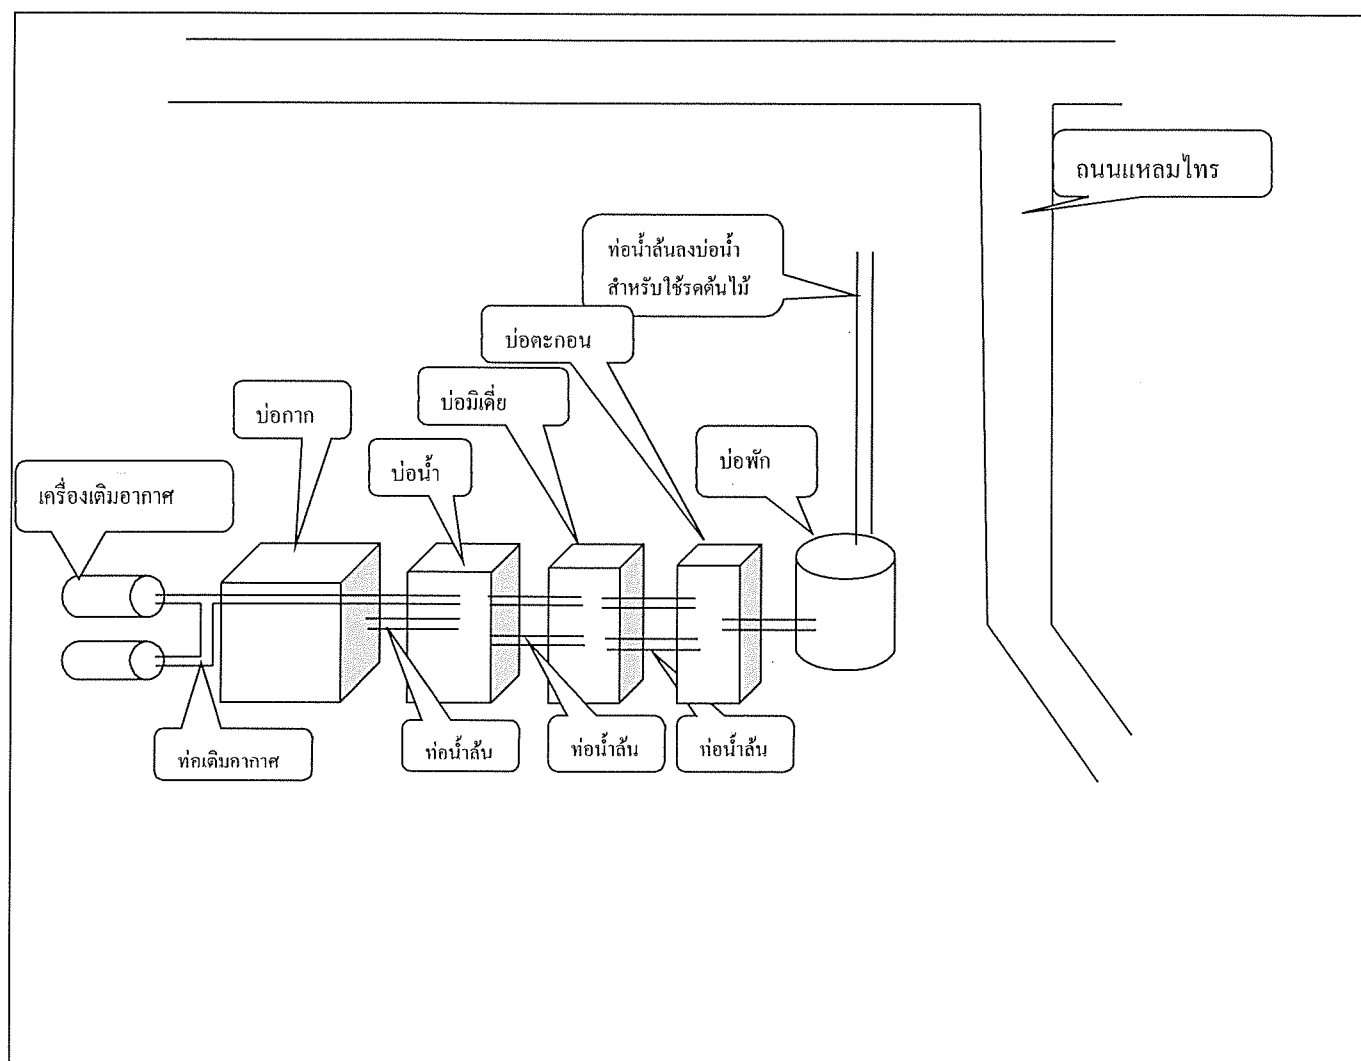 ถนนแหลมไทร
ท่อน้ำล้นลงบ่อน้ำ
สำหรับใช้รดต้นไม้
บ่อตะกอน
บ่อมิเดี่ย
บ่อกาก
บ่อน้ำ
บ่อพัก
เครื่องเติมอากาศ
ท่อน้ำล้น
ท่อน้ำล้น
ท่อน้ำล้น
ท่อเติมอากาศ